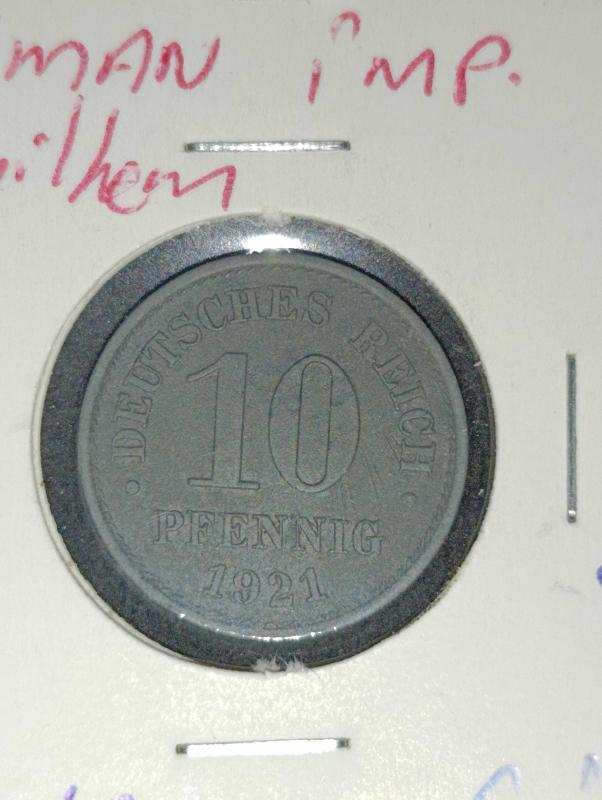 MAN IMP.
ilhem
DEUTSCHES REICH
10
PFENNIG
1921